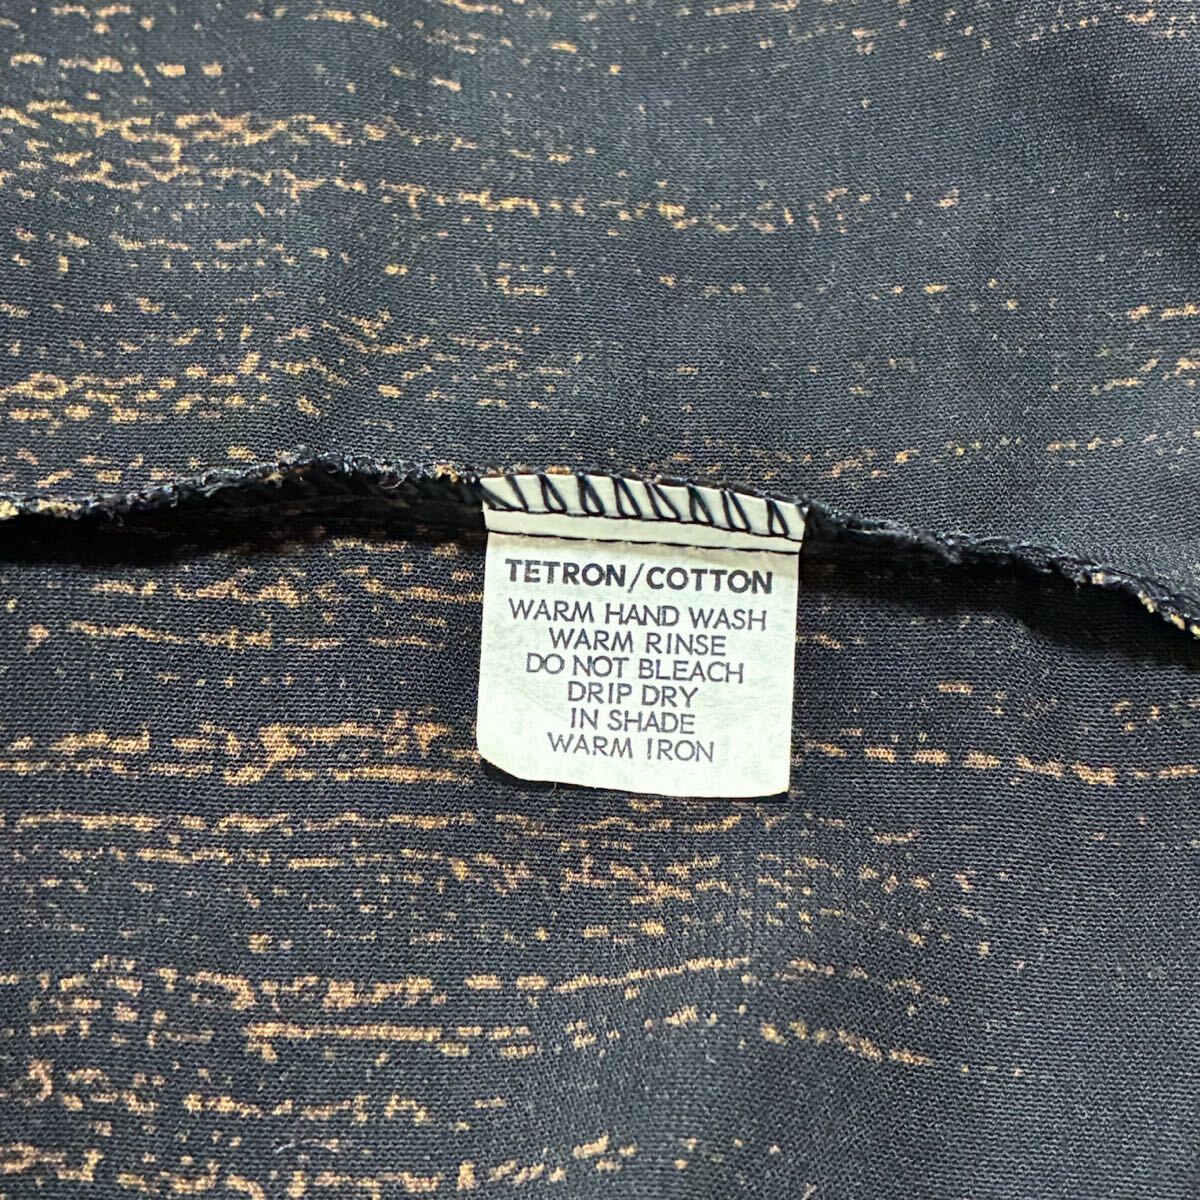 TETRON/COTTON
WARM HAND WASH
WARM RINSE
DO NOT BLEACH
DRIP DRY
IN SHADE
WARM IRON